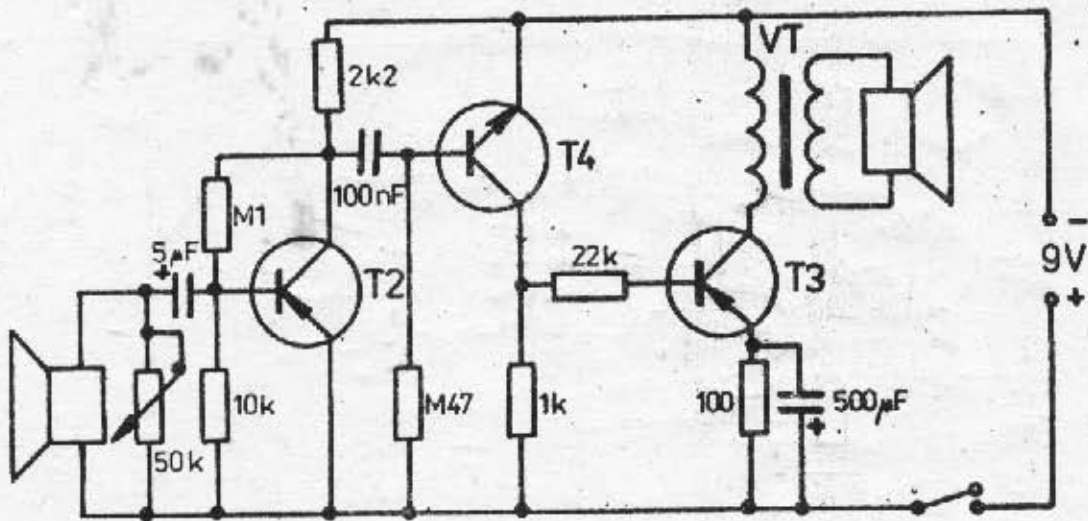 2k2
VT
T4
100nF
M1
5µF
+
T2
22k
T3
-
9V
+
10k
M47
1k
100
500µF
+
50k